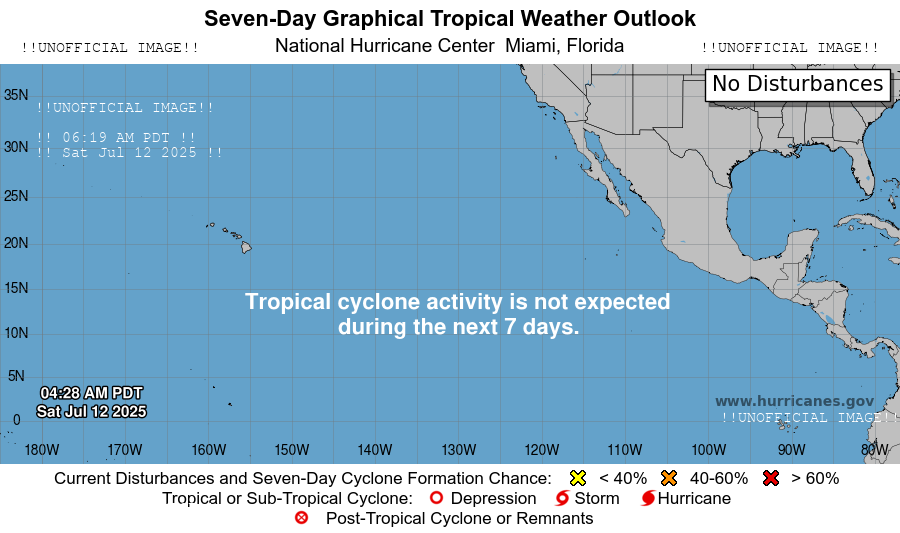 Seven-Day Graphical Tropical Weather Outlook
!!UNOFFICIAL IMAGE!!
National Hurricane Center  Miami, Florida
!!UNOFFICIAL IMAGE!!
No Disturbances
35N
!!UNOFFICIAL IMAGE!!
!! 06:19 AM PDT !!
30N
!! Sat Jul 12 2025 !!
25N
20N
15N
Tropical cyclone activity is not expected
during the next 7 days.
10N
5N
04:28 AM PDT
Sat Jul 12 2025
www.hurricanes.gov
0
!!UNOFFICIAL IMAGE!!
180W 170W 160W 150W 140W 130W 120W 110W 100W 90W 80W
Current Disturbances and Seven-Day Cyclone Formation Chance: < 40% 40-60% > 60%
Tropical or Sub-Tropical Cyclone: Depression Storm Hurricane
Post-Tropical Cyclone or Remnants